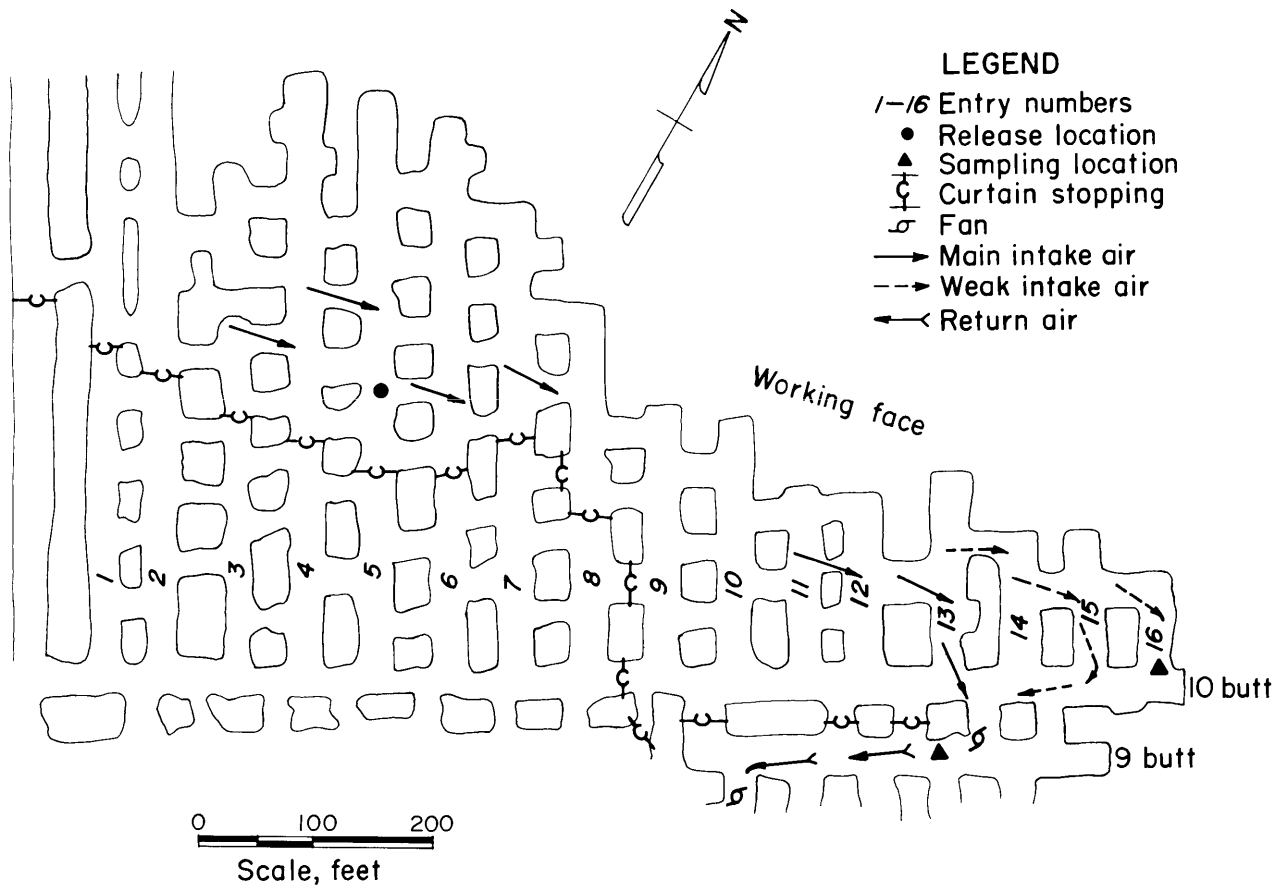 N
LEGEND
1-16 Entry numbers
Release location
Sampling location
Curtain stopping
Fan
Main intake air
Weak intake air
Return air
Working face
1 2 3 4 5 6 7 8 9 10 11 12 13 14 15 16
10 butt
9 butt
0 100 200
Scale, feet